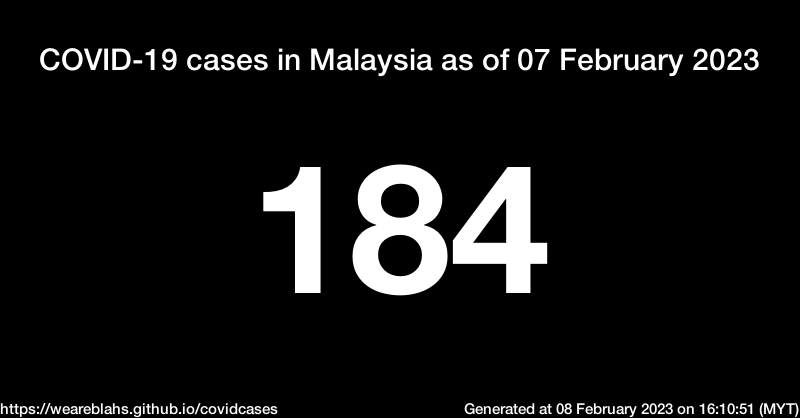 COVID-19 cases in Malaysia as of 07 February 2023
184
https://weareblahs.github.io/covidcases
Generated at 08 February 2023 on 16:10:51 (MYT)